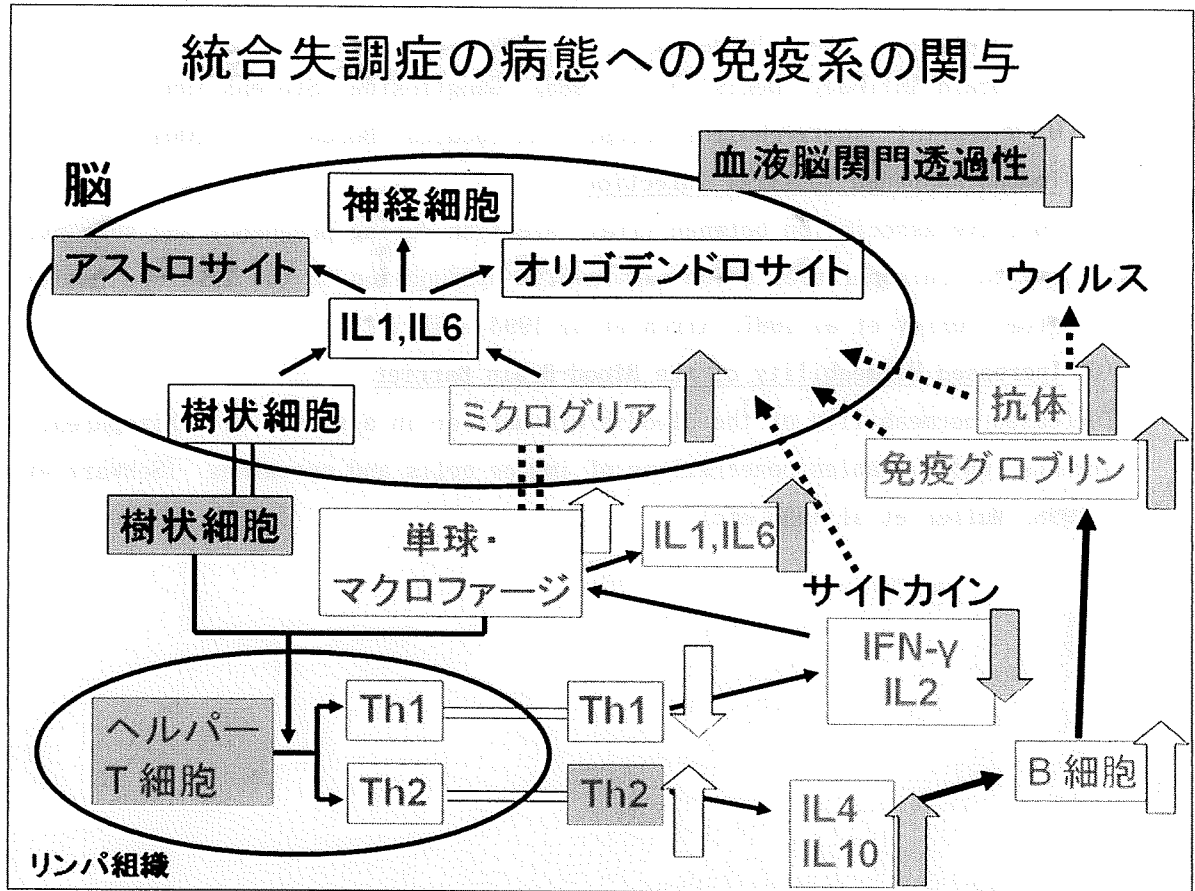 統合失調症の病態への免疫系の関与
血液脳関門透過性
脳
神経細胞
アストロサイト
オリゴデンドロサイト
ウイルス
IL1,IL6
樹状細胞
ミクログリア
抗体
免疫グロブリン
樹状細胞
単球・
マクロファージ
IL1,IL6
サイトカイン
IFN-γ
IL2
ヘルパー
T 細胞
Th1
Th1
B 細胞
Th2
Th2
IL4
IL10
リンパ組織